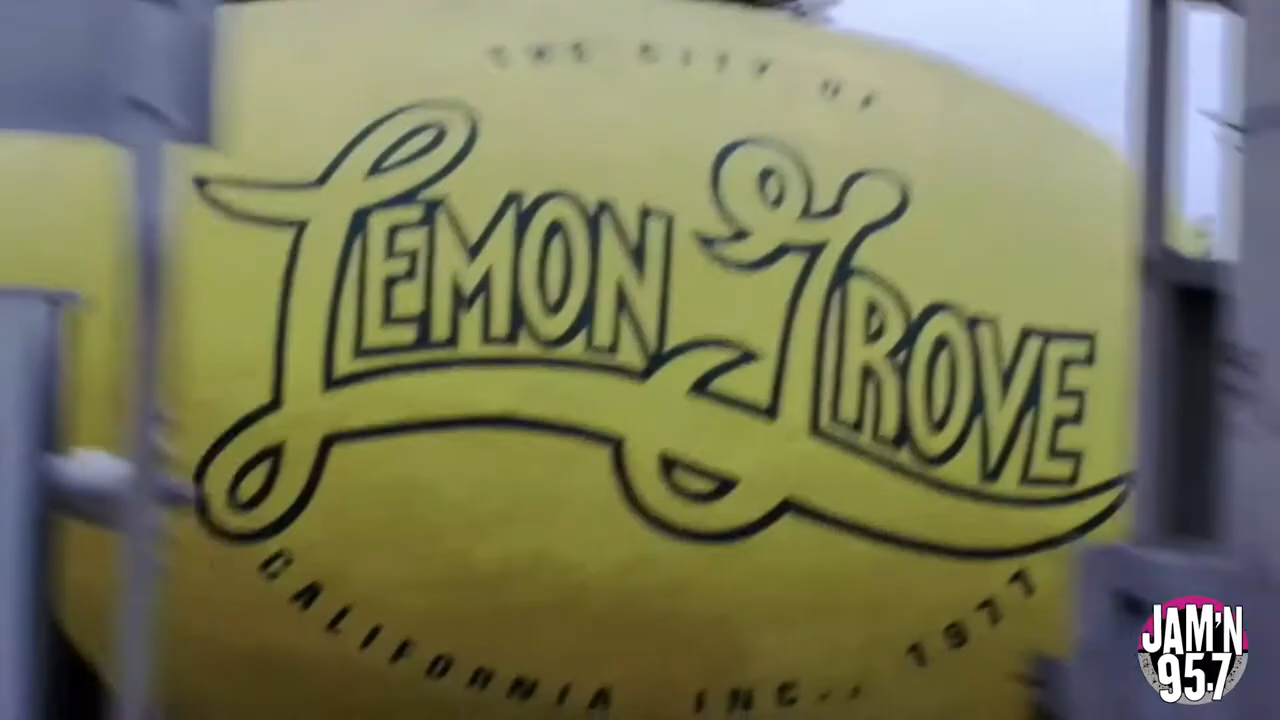 THE CITY OF
LEMON GROVE
CALIFORNIA INC., 1977
JAM'N
95.7